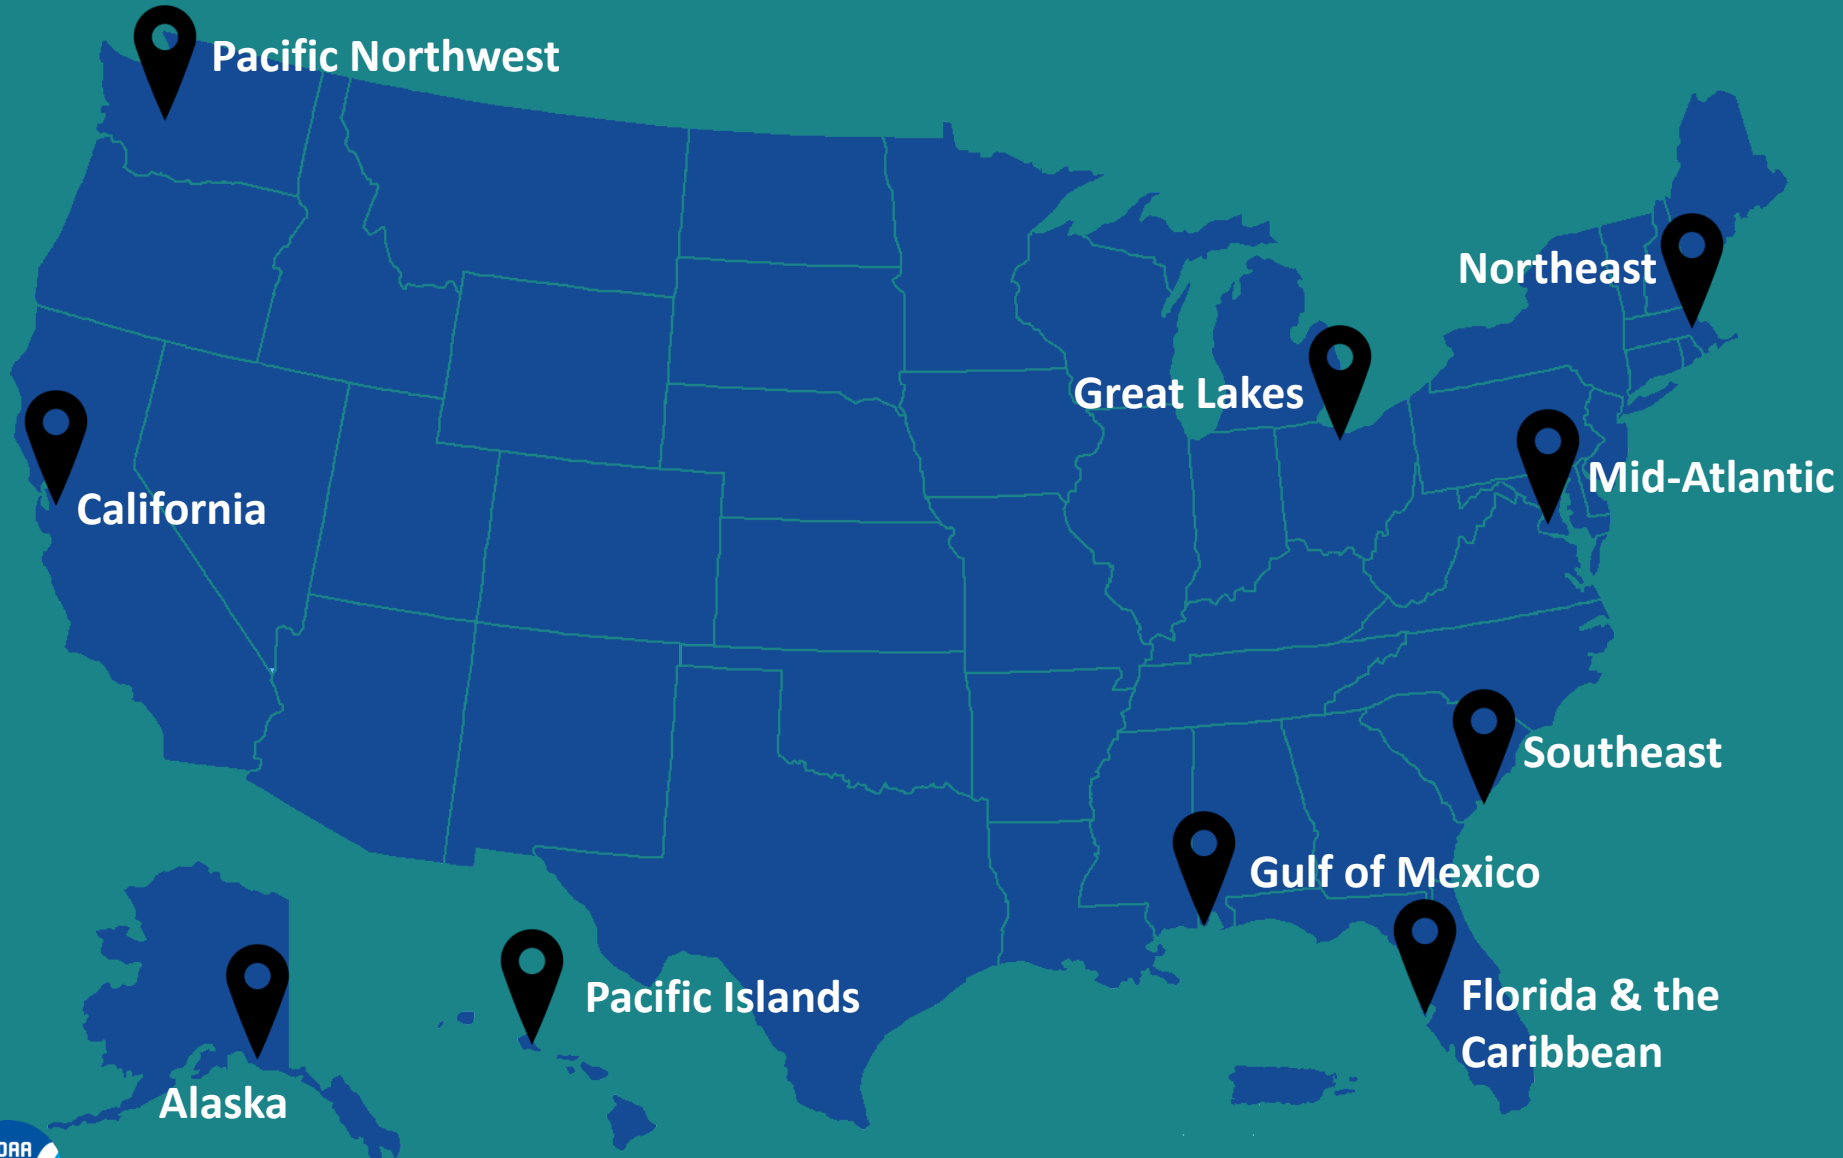 Pacific Northwest
Northeast
Great Lakes
Mid-Atlantic
California
Southeast
Gulf of Mexico
Pacific Islands
Florida & the
Caribbean
Alaska